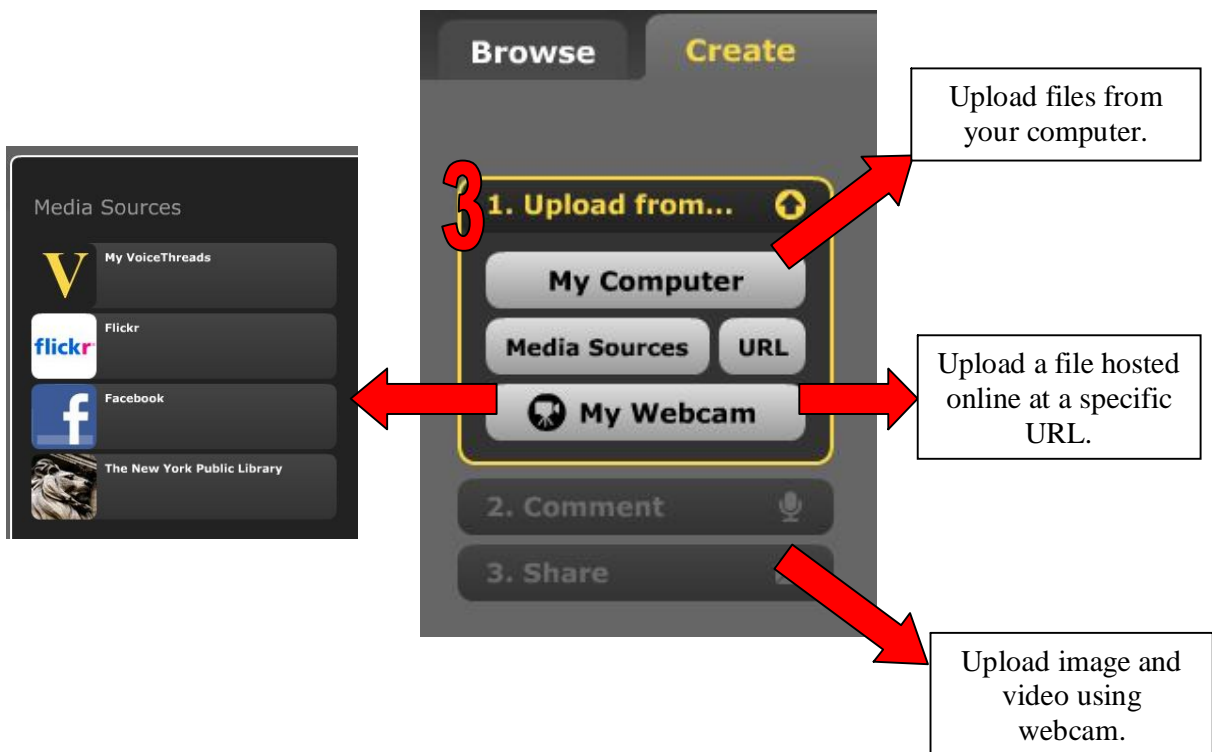 Browse
Create
Upload files from
your computer.
Media Sources
My VoiceThreads
V
Flickr
flickr
Facebook
f
The New York Public Library
3
1. Upload from...
My Computer
Media Sources
URL
My Webcam
2. Comment
3. Share
Upload a file hosted
online at a specific
URL.
Upload image and
video using
webcam.